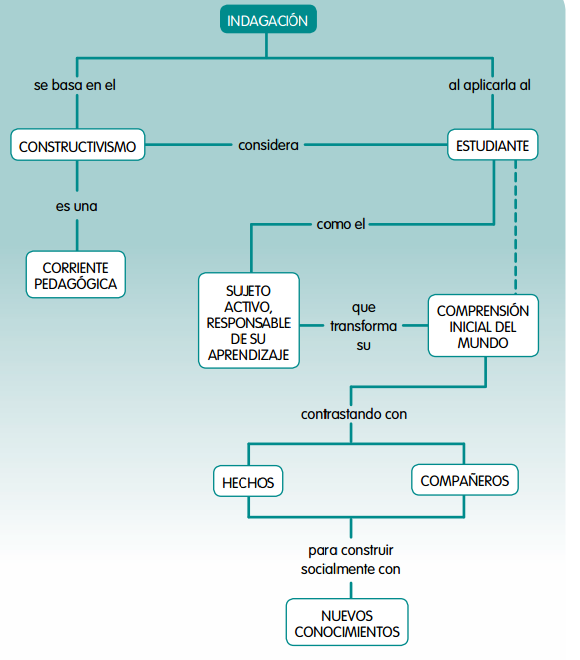 INDAGACIÓN
se basa en el
al aplicarla al
CONSTRUCTIVISMO
considera
ESTUDIANTE
es una
como el
CORRIENTE
PEDAGÓGICA
SUJETO
ACTIVO,
RESPONSABLE
DE SU
APRENDIZAJE
que
transforma
su
COMPRENSIÓN
INICIAL DEL
MUNDO
contrastando con
HECHOS
COMPAÑEROS
para construir
socialmente con
NUEVOS
CONOCIMIENTOS